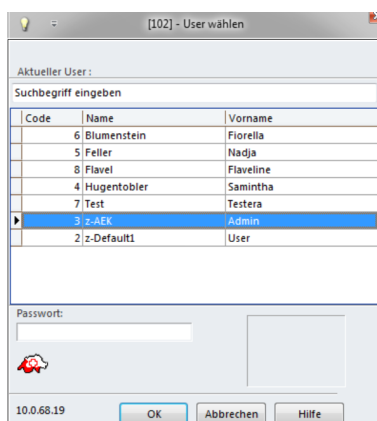 [102] - User wählen
Aktueller User :
Suchbegriff eingeben
Code Name Vorname
6 Blumenstein Fiorella
5 Feller Nadja
8 Flavel Flaveline
4 Hugentobler Samintha
7 Test Testera
3 z-AEK Admin
2 z-Default1 User
Passwort:
10.0.68.19 OK Abbrechen Hilfe